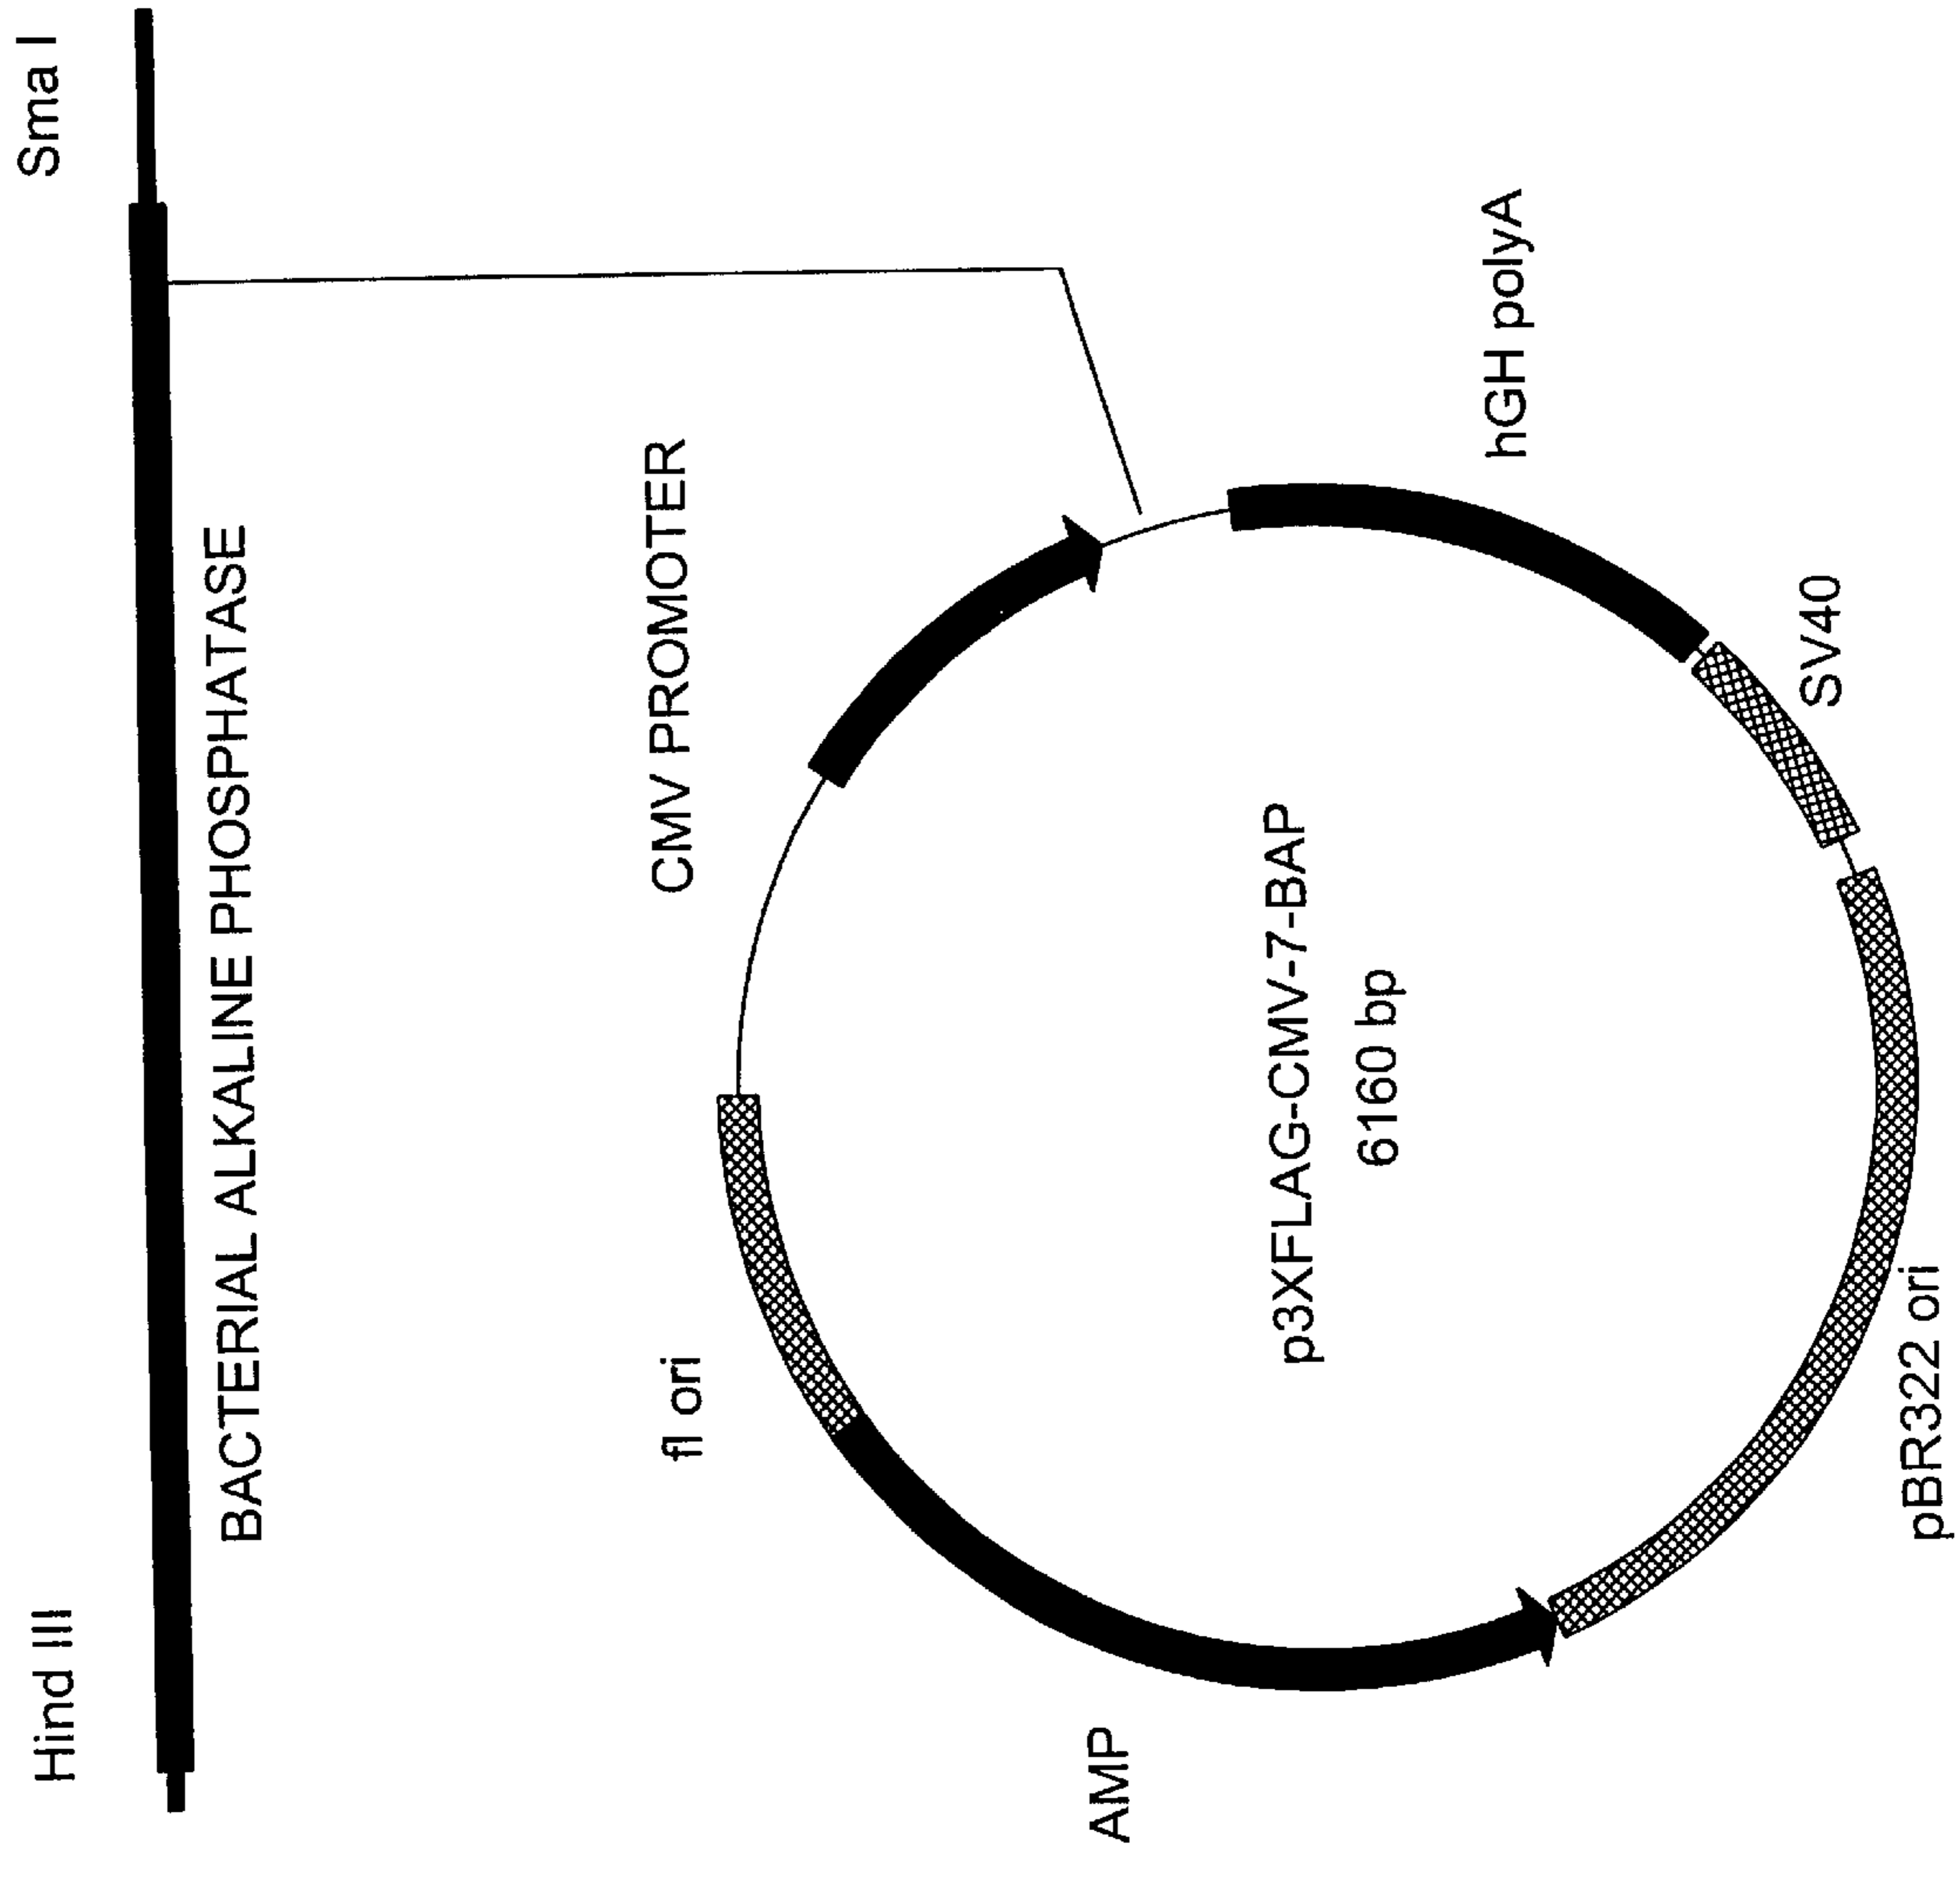 Hind III
Sma I
BACTERIAL ALKALINE PHOSPHATASE
f1 ori
CMV PROMOTER
AMP
p3XFLAG-CMV-7-BAP
6160 bp
hGH polyA
SV40
pBR322 ori